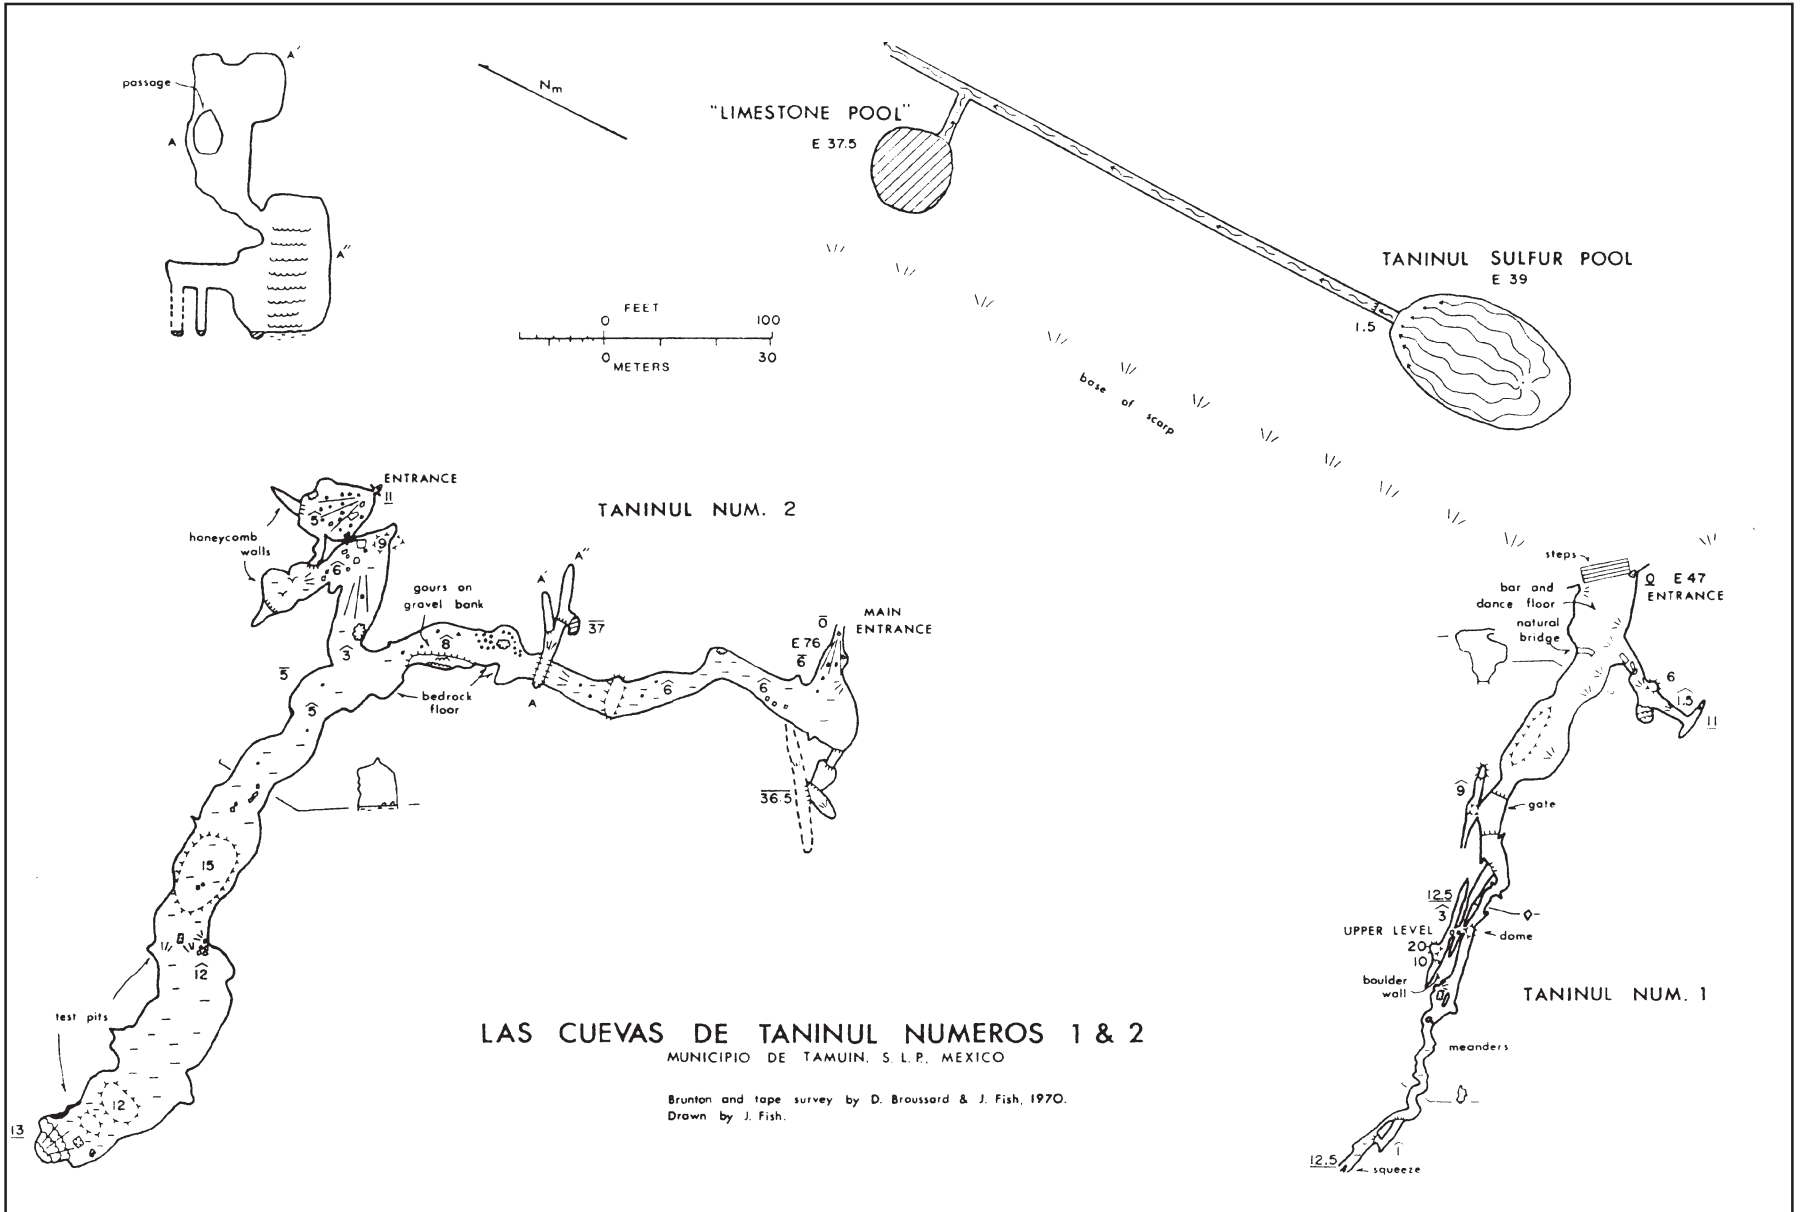 A'
passage
A
A"
Nm
"LIMESTONE POOL"
E 37.5
TANINUL SULFUR POOL
E 39
1.5
FEET
0 100
0 30
METERS
base of scarp
ENTRANCE
11
5
honeycomb
walls
9
6
TANINUL NUM. 2
gours on
gravel bank
8
A'
A"
37
3
5
5
bedrock
floor
A
6
6
MAIN
ENTRANCE
0
E 76
6
36.5
15
12
test pits
12
13
steps
0 E 47
ENTRANCE
bar and
dance floor
natural
bridge
6
1.5
11
9
gate
12.5
3
UPPER LEVEL
20
10
dome
boulder
wall
TANINUL NUM. 1
meanders
1
12.5
squeeze
LAS CUEVAS DE TANINUL NUMEROS 1 & 2
MUNICIPIO DE TAMUIN, S. L. P., MEXICO
Brunton and tape survey by D. Broussard & J. Fish, 1970.
Drawn by J. Fish.